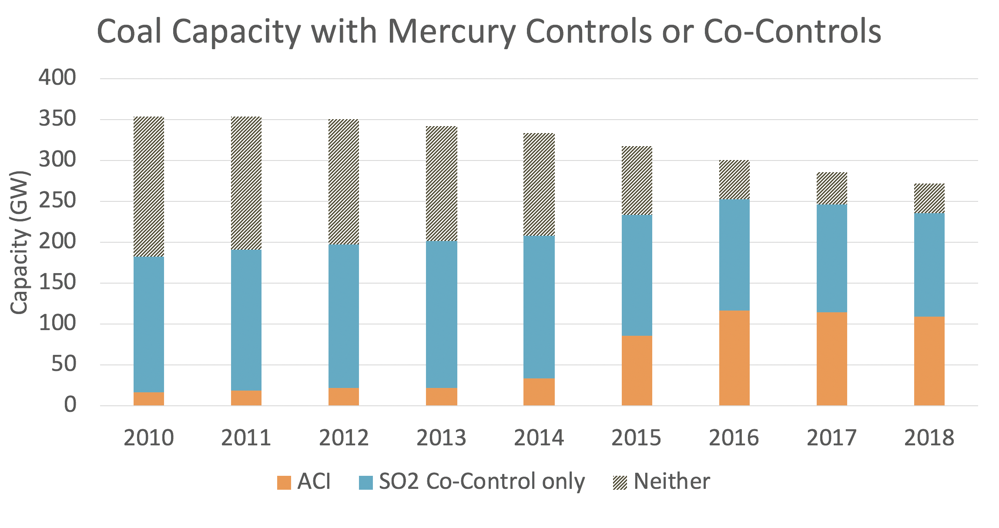 Coal Capacity with Mercury Controls or Co-Controls
Capacity (GW)
400
350
300
250
200
150
100
50
0
2010 2011 2012 2013 2014 2015 2016 2017 2018
ACI SO2 Co-Control only Neither